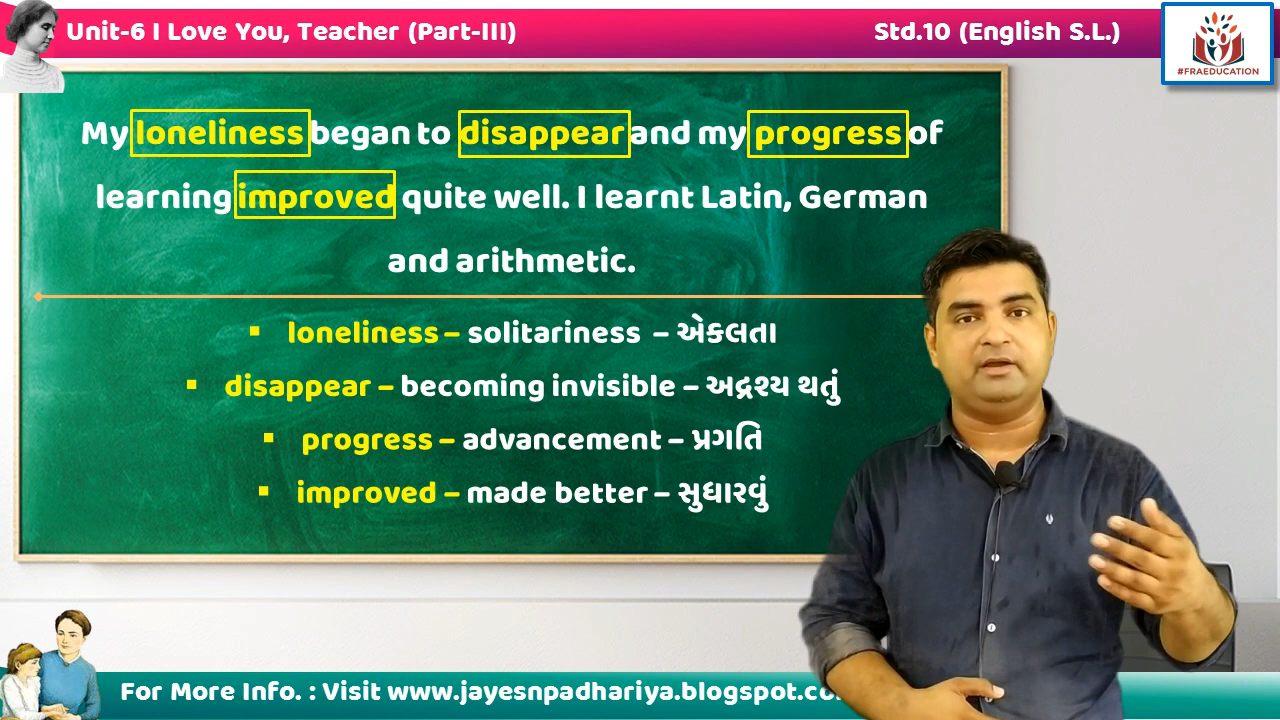 Unit-6 I Love You, Teacher (Part-III)
Std.10 (English S.L.)
#FRAEDUCATION
My loneliness began to disappear and my progress of
learning improved quite well. I learnt Latin, German
and arithmetic.
▪ loneliness – solitariness – એકલતા
▪ disappear – becoming invisible – અદ્રશ્ય થતું
▪ progress – advancement – પ્રગતિ
▪ improved – made better – સુધારવું
For More Info. : Visit www.jayesnpadhariya.blogspot.co